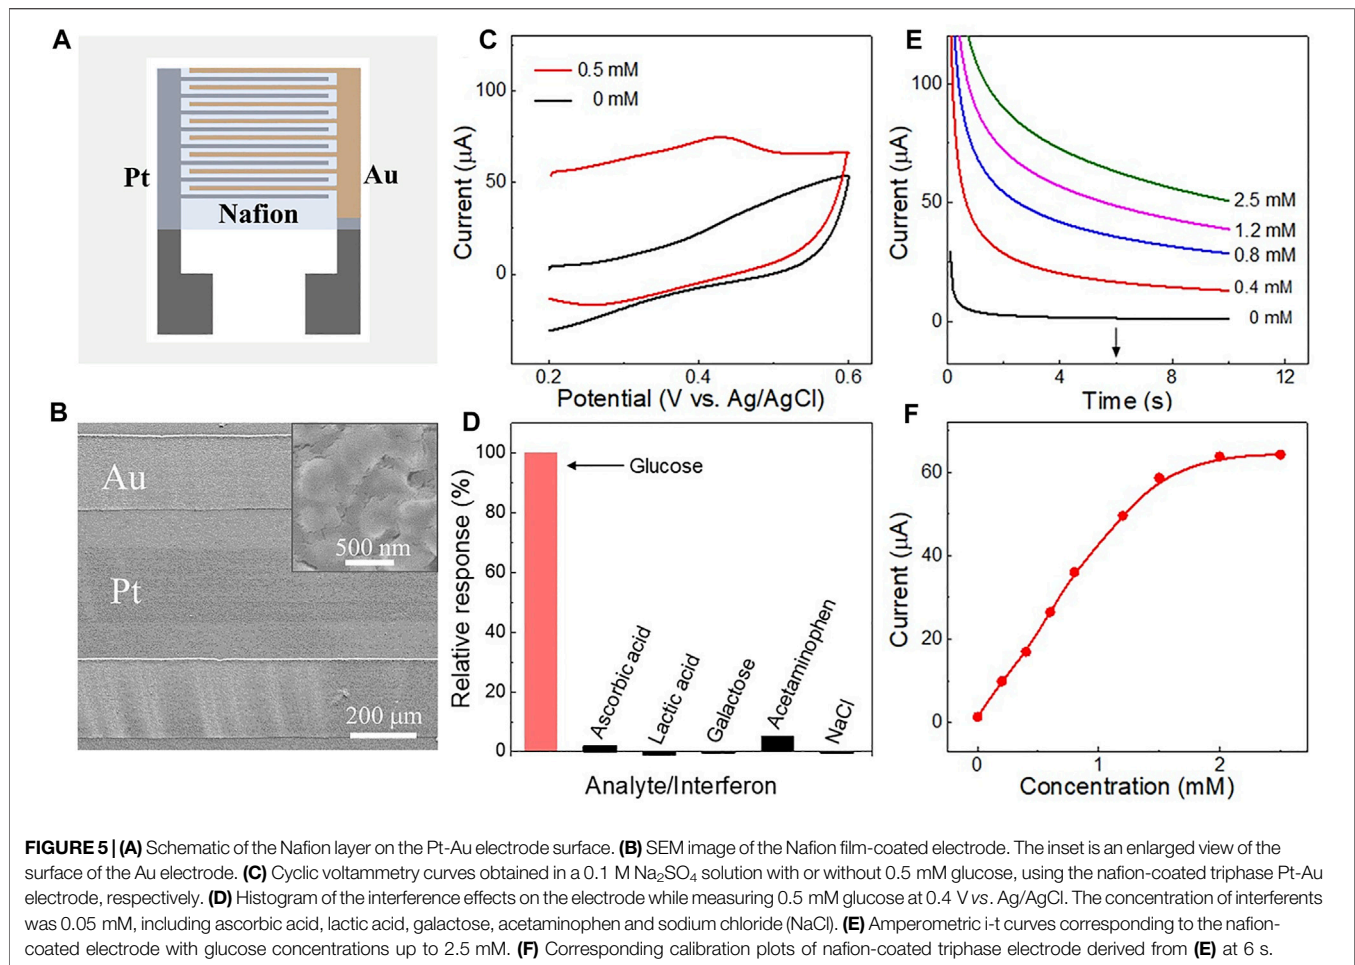 A
Pt
Au
Nafion
B
Au
Pt
500 nm
200 μm
C
0.5 mM
0 mM
100
50
0
Current (μA)
0.2
0.4
0.6
Potential (V vs. Ag/AgCl)
D
100
80
60
40
20
0
Relative response (%)
Glucose
Ascorbic acid
Lactic acid
Galactose
Acetaminophen
NaCl
Analyte/Interferon
E
100
50
0
Current (μA)
2.5 mM
1.2 mM
0.8 mM
0.4 mM
0 mM
0
4
8
12
Time (s)
F
60
40
20
0
Current (μA)
0
1
2
Concentration (mM)
FIGURE 5 | (A) Schematic of the Nafion layer on the Pt-Au electrode surface. (B) SEM image of the Nafion film-coated electrode. The inset is an enlarged view of the
surface of the Au electrode. (C) Cyclic voltammetry curves obtained in a 0.1 M Na₂SO₄ solution with or without 0.5 mM glucose, using the nafion-coated triphase Pt-Au
electrode, respectively. (D) Histogram of the interference effects on the electrode while measuring 0.5 mM glucose at 0.4 V vs. Ag/AgCl. The concentration of interferents
was 0.05 mM, including ascorbic acid, lactic acid, galactose, acetaminophen and sodium chloride (NaCl). (E) Amperometric i-t curves corresponding to the nafion-
coated electrode with glucose concentrations up to 2.5 mM. (F) Corresponding calibration plots of nafion-coated triphase electrode derived from (E) at 6 s.